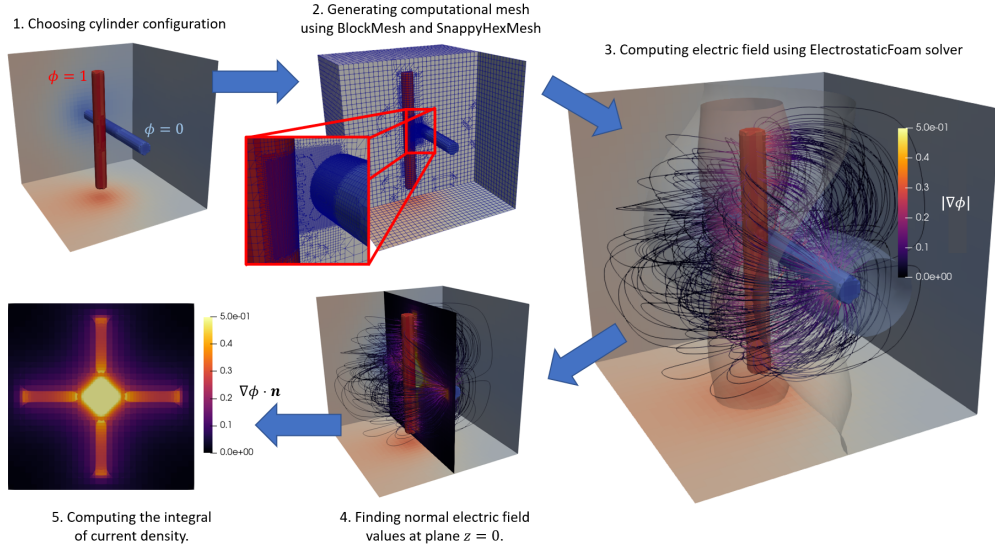 1. Choosing cylinder configuration
ϕ = 1
ϕ = 0
2. Generating computational mesh
using BlockMesh and SnappyHexMesh
3. Computing electric field using ElectrostaticFoam solver
5.0e-01
0.4
0.3
0.2
0.1
0.0e+00
|∇ϕ|
4. Finding normal electric field
values at plane z = 0.
5.0e-01
0.4
0.3
0.2
0.1
0.0e+00
∇ϕ · n
5. Computing the integral
of current density.